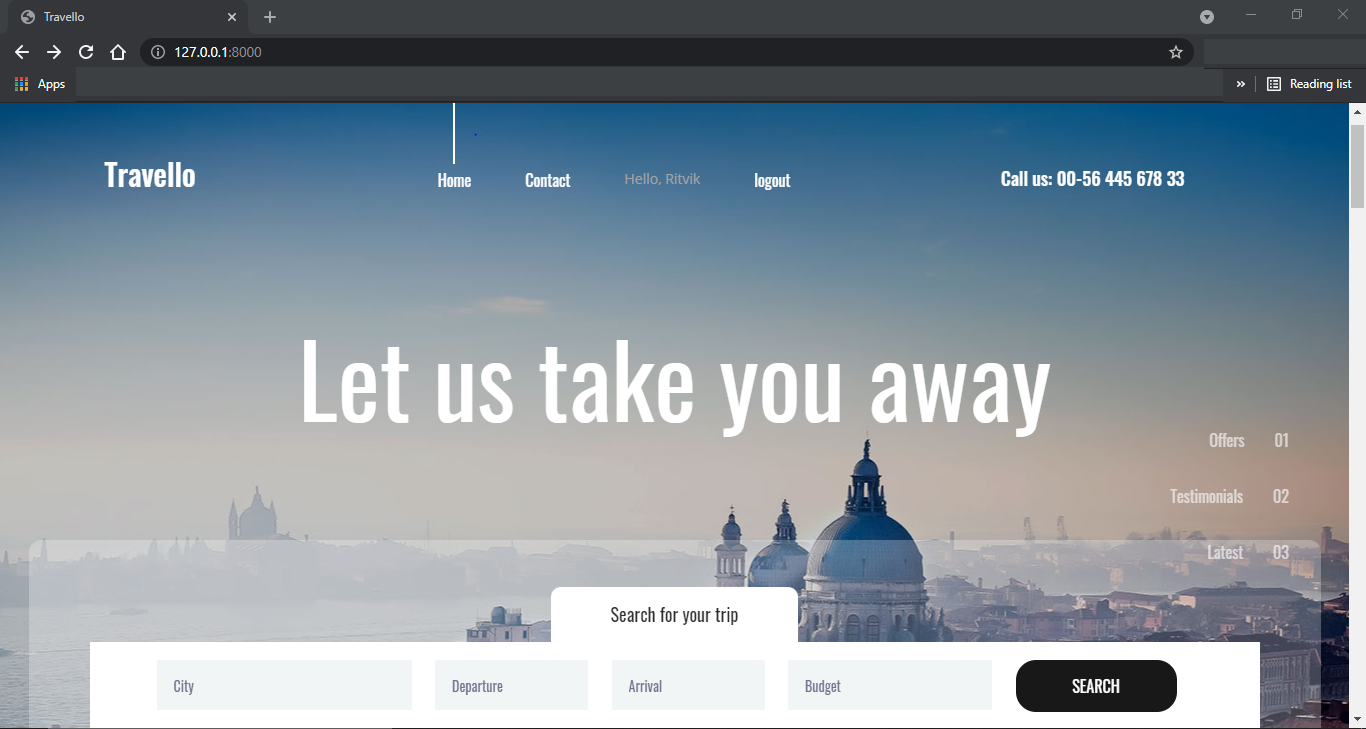 Travello
127.0.0.1:8000
Apps
» Reading list
Travello
Home Contact Hello, Ritvik logout
Call us: 00-56 445 678 33
Let us take you away
Offers 01
Testimonials 02
Latest 03
Search for your trip
City Departure Arrival Budget SEARCH